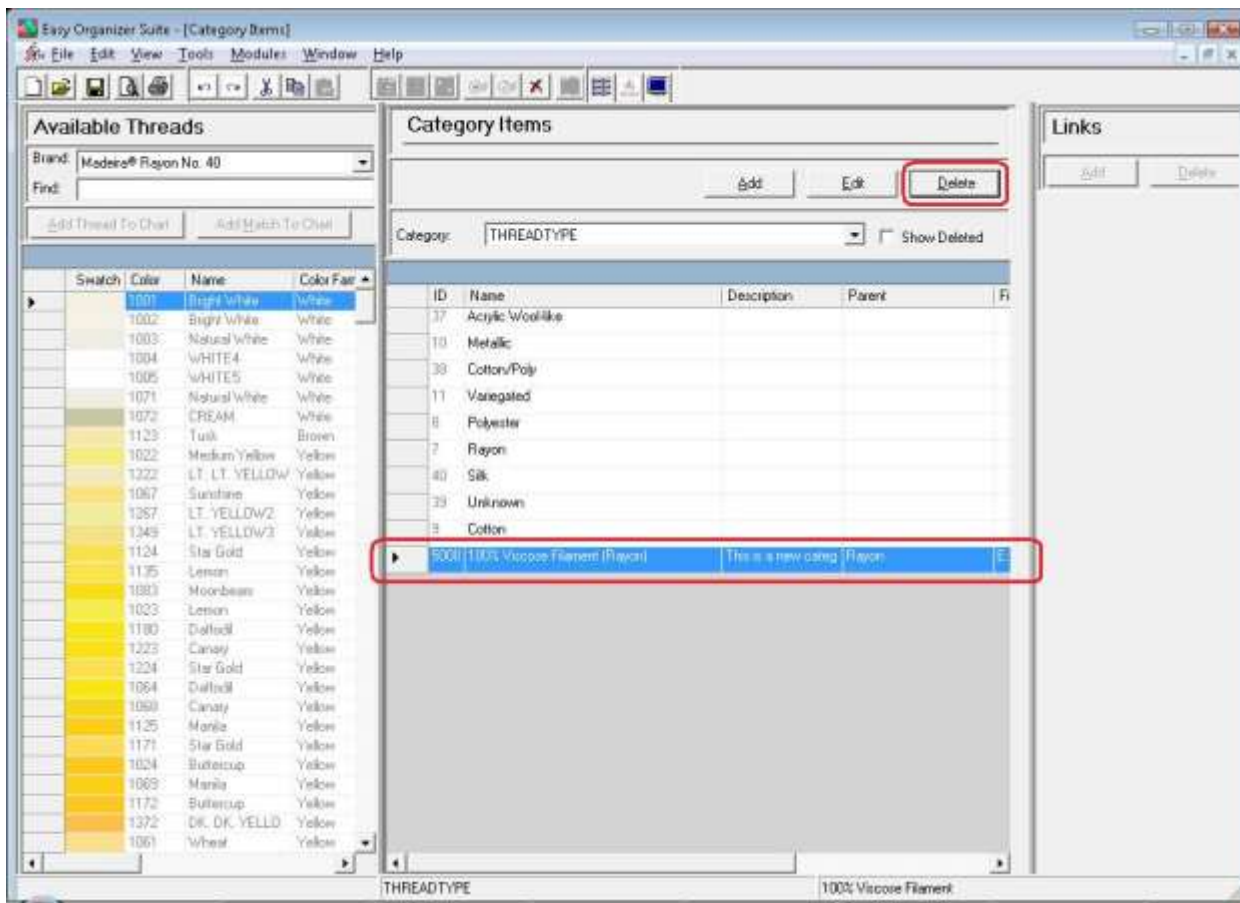 Easy Organizer Suite - [Category Items]
File Edit View Tools Modules Window Help
Available Threads
Brand: Madeira® Rayon No. 40
Find:
Add Thread To Chart Add Match To Chart
Swatch Color Name Color Fam
1001 Bright White White
1002 Bright White White
1003 Natural White White
1004 WHITE4 White
1005 WHITE5 White
1071 Natural White White
1072 CREAM White
1123 Tusk Brown
1022 Medium Yellow Yellow
1222 LT. LT. YELLOW Yellow
1067 Sunshine Yellow
1267 LT. YELLOW2 Yellow
1349 LT. YELLOW3 Yellow
1124 Star Gold Yellow
1135 Lemon Yellow
1083 Moonbeam Yellow
1023 Lemon Yellow
1180 Daffodil Yellow
1223 Canary Yellow
1224 Star Gold Yellow
1064 Daffodil Yellow
1068 Canary Yellow
1125 Manila Yellow
1171 Star Gold Yellow
1024 Buttercup Yellow
1069 Manila Yellow
1172 Buttercup Yellow
1372 DK. DK. YELLO Yellow
1061 Wheat Yellow
Category Items
Add Edit Delete
Category: THREADTYPE Show Deleted
ID Name Description Parent
37 Acrylic Wool-like
10 Metallic
38 Cotton/Poly
11 Variegated
Polyester
7 Rayon
40 Silk
39 Unknown
9 Cotton
100% Viscose Filament (Rayon) This is a new categ Rayon
Links
Add Delete
THREADTYPE 100% Viscose Filament